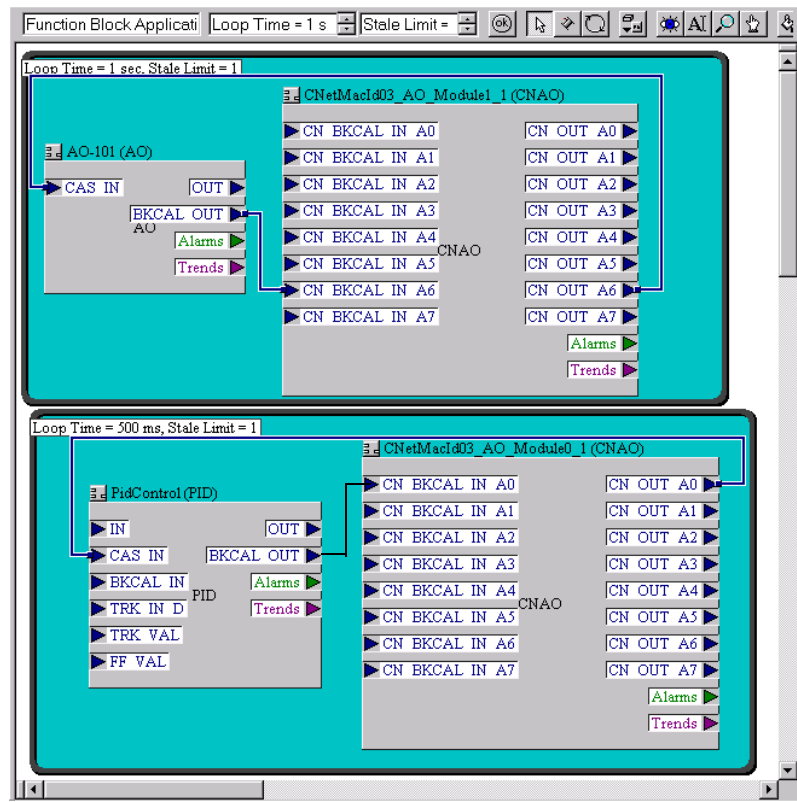 Function Block Applicati Loop Time = 1 s Stale Limit = ok AI
Loop Time = 1 sec, Stale Limit = 1
CNetMacId03_AO_Module1_1 (CNAO)
CN BKCAL IN A0 CN OUT A0
AO-101 (AO)
CN BKCAL IN A1 CN OUT A1
CAS IN OUT
CN BKCAL IN A2 CN OUT A2
BKCAL OUT
CN BKCAL IN A3 CN OUT A3
AO
Alarms
CN BKCAL IN A4 CN OUT A4
CNAO
Trends
CN BKCAL IN A5 CN OUT A5
CN BKCAL IN A6 CN OUT A6
CN BKCAL IN A7 CN OUT A7
Alarms
Trends
Loop Time = 500 ms, Stale Limit = 1
CNetMacId03_AO_Module0_1 (CNAO)
CN BKCAL IN A0 CN OUT A0
PidControl (PID)
CN BKCAL IN A1 CN OUT A1
IN OUT
CN BKCAL IN A2 CN OUT A2
CAS IN BKCAL OUT
CN BKCAL IN A3 CN OUT A3
BKCAL IN Alarms
CN BKCAL IN A4 CN OUT A4
PID
CNAO
TRK IN D Trends
CN BKCAL IN A5 CN OUT A5
TRK VAL
CN BKCAL IN A6 CN OUT A6
FF VAL
CN BKCAL IN A7 CN OUT A7
Alarms
Trends